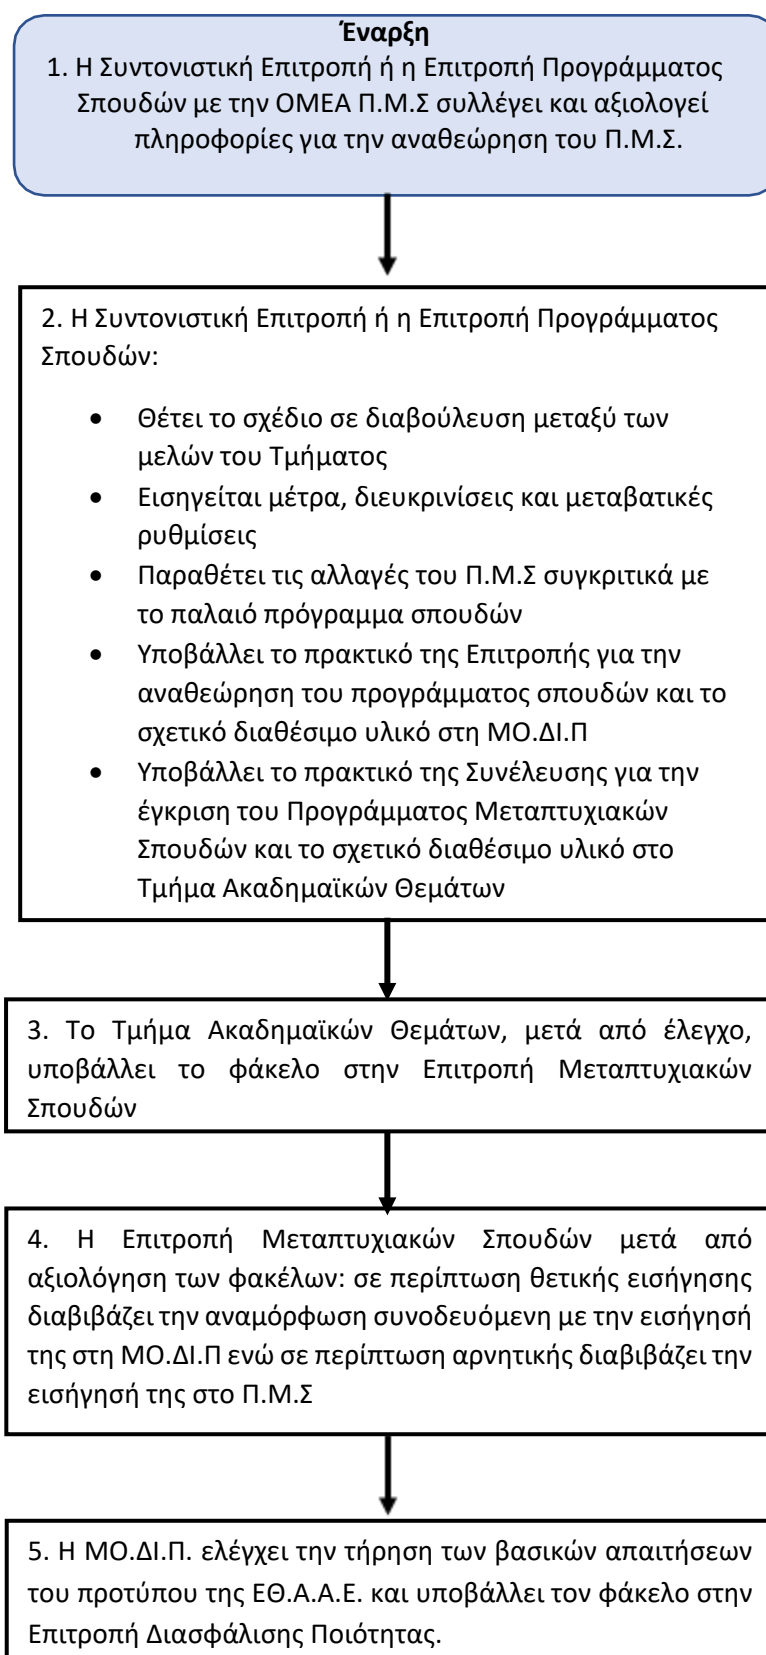 Έναρξη
1. Η Συντονιστική Επιτροπή ή η Επιτροπή Προγράμματος
Σπουδών με την ΟΜΕΑ Π.Μ.Σ συλλέγει και αξιολογεί
πληροφορίες για την αναθεώρηση του Π.Μ.Σ.
2. Η Συντονιστική Επιτροπή ή η Επιτροπή Προγράμματος
Σπουδών:
• Θέτει το σχέδιο σε διαβούλευση μεταξύ των
μελών του Τμήματος
• Εισηγείται μέτρα, διευκρινίσεις και μεταβατικές
ρυθμίσεις
• Παραθέτει τις αλλαγές του Π.Μ.Σ συγκριτικά με
το παλαιό πρόγραμμα σπουδών
• Υποβάλλει το πρακτικό της Επιτροπής για την
αναθεώρηση του προγράμματος σπουδών και το
σχετικό διαθέσιμο υλικό στη ΜΟ.ΔΙ.Π
• Υποβάλλει το πρακτικό της Συνέλευσης για την
έγκριση του Προγράμματος Μεταπτυχιακών
Σπουδών και το σχετικό διαθέσιμο υλικό στο
Τμήμα Ακαδημαϊκών Θεμάτων
3. Το Τμήμα Ακαδημαϊκών Θεμάτων, μετά από έλεγχο,
υποβάλλει το φάκελο στην Επιτροπή Μεταπτυχιακών
Σπουδών
4. Η Επιτροπή Μεταπτυχιακών Σπουδών μετά από
αξιολόγηση των φακέλων: σε περίπτωση θετικής εισήγησης
διαβιβάζει την αναμόρφωση συνοδευόμενη με την εισήγησή
της στη ΜΟ.ΔΙ.Π ενώ σε περίπτωση αρνητικής διαβιβάζει την
εισήγησή της στο Π.Μ.Σ
5. Η ΜΟ.ΔΙ.Π. ελέγχει την τήρηση των βασικών απαιτήσεων
του προτύπου της ΕΘ.Α.Α.Ε. και υποβάλλει τον φάκελο στην
Επιτροπή Διασφάλισης Ποιότητας.